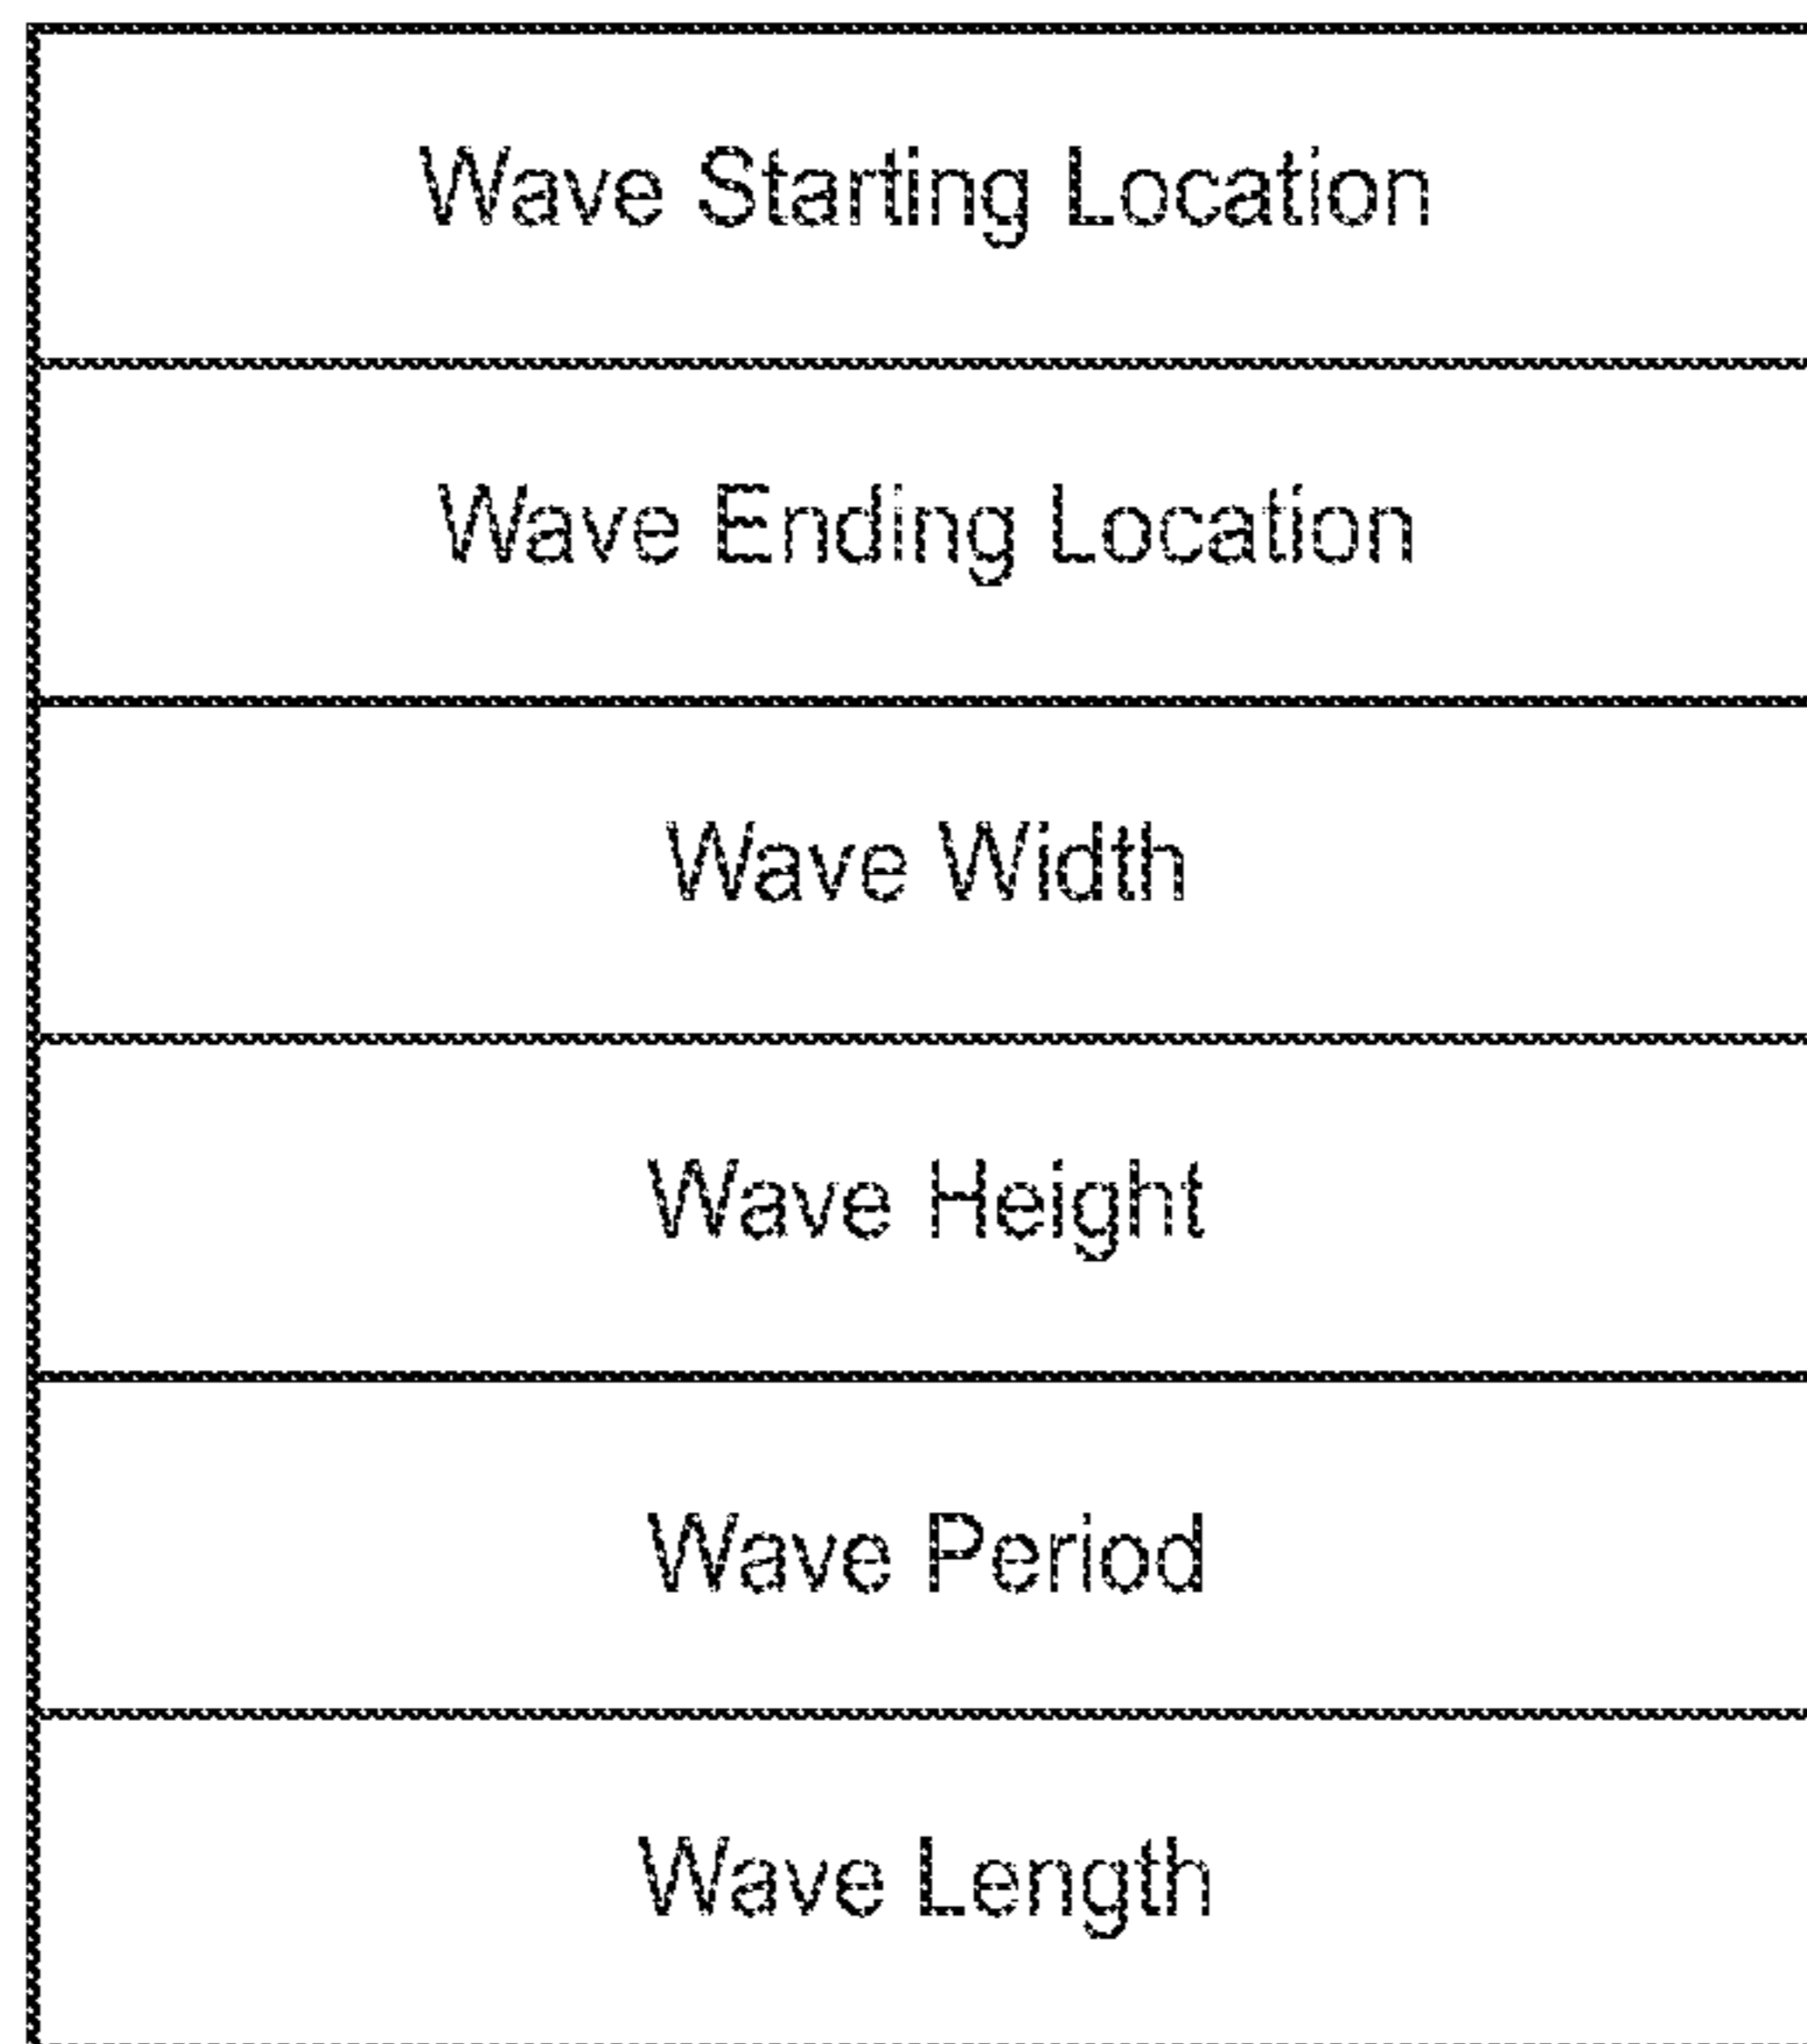 Wave Starting Location
Wave Ending Location
Wave Width
Wave Height
Wave Period
Wave Length